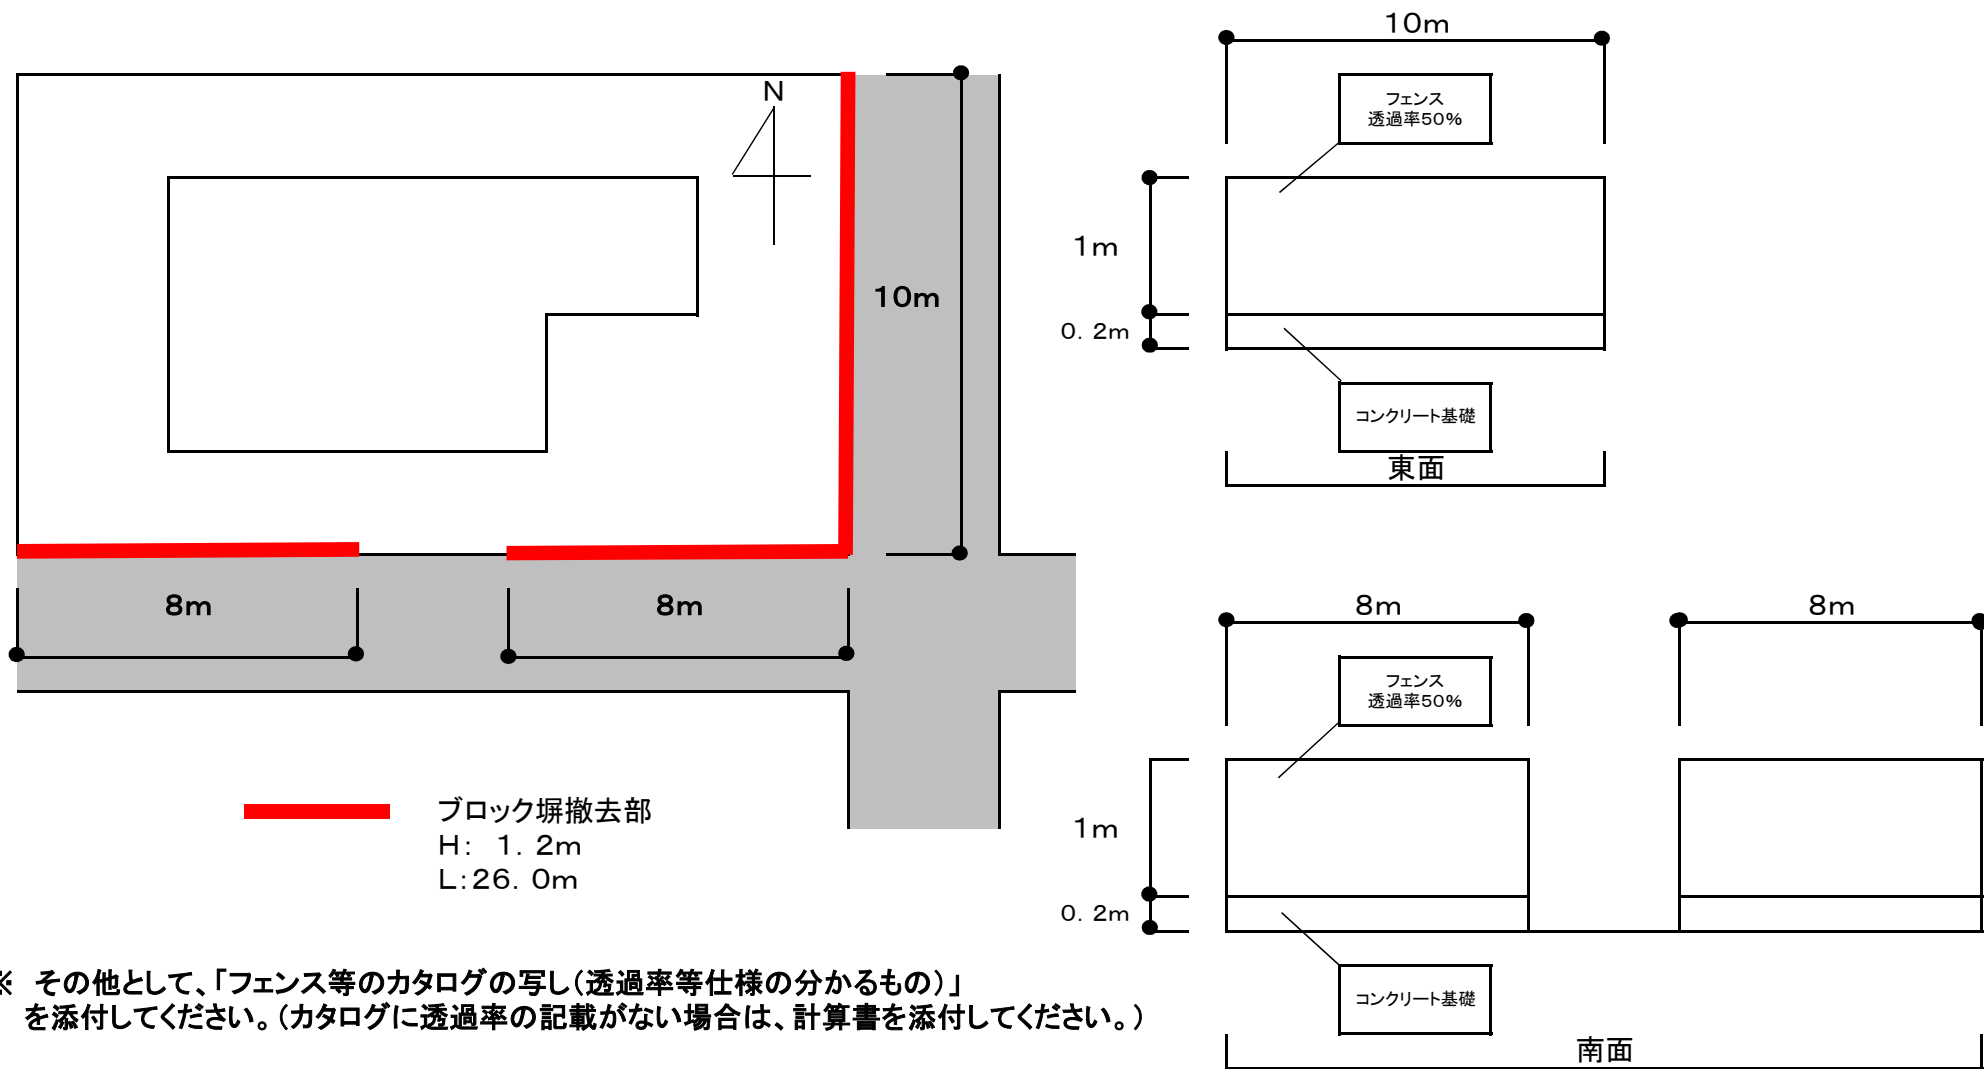 N
10m
8m
8m
ブロック塀撤去部
H: 1. 2m
L:26. 0m
※ その他として、「フェンス等のカタログの写し(透過率等仕様の分かるもの)」
を添付してください。(カタログに透過率の記載がない場合は、計算書を添付してください。)
10m
フェンス
透過率50%
1m
0. 2m
コンクリート基礎
東面
8m
8m
フェンス
透過率50%
1m
0. 2m
コンクリート基礎
南面